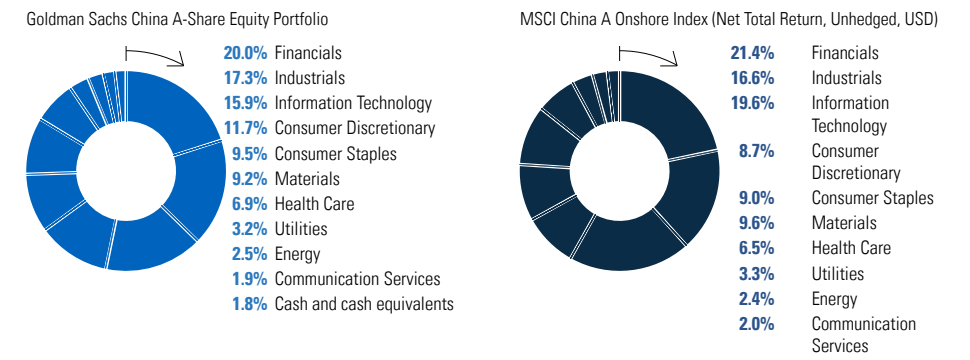 Goldman Sachs China A-Share Equity Portfolio
20.0% Financials
17.3% Industrials
15.9% Information Technology
11.7% Consumer Discretionary
9.5% Consumer Staples
9.2% Materials
6.9% Health Care
3.2% Utilities
2.5% Energy
1.9% Communication Services
1.8% Cash and cash equivalents
MSCI China A Onshore Index (Net Total Return, Unhedged, USD)
21.4% Financials
16.6% Industrials
19.6% Information
Technology
8.7% Consumer
Discretionary
9.0% Consumer Staples
9.6% Materials
6.5% Health Care
3.3% Utilities
2.4% Energy
2.0% Communication
Services